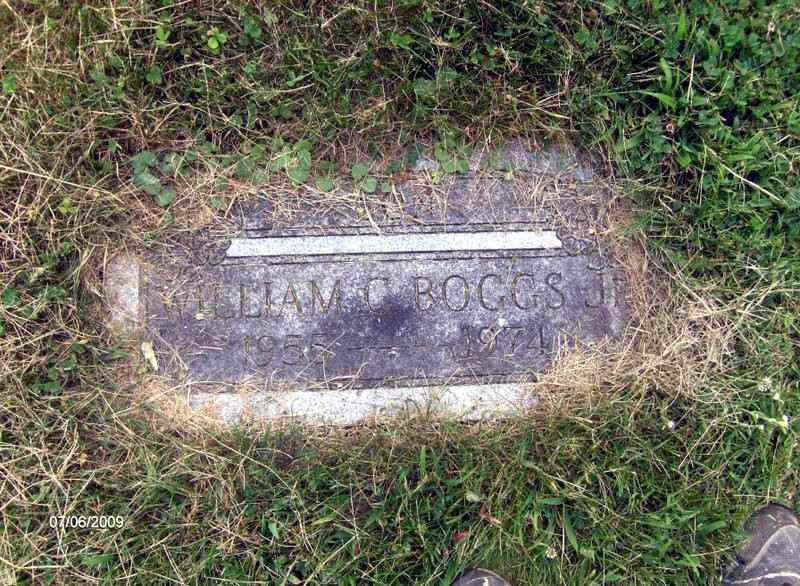 WILLIAM C BOGGS JR
1955 — — — 1974
07/06/2009